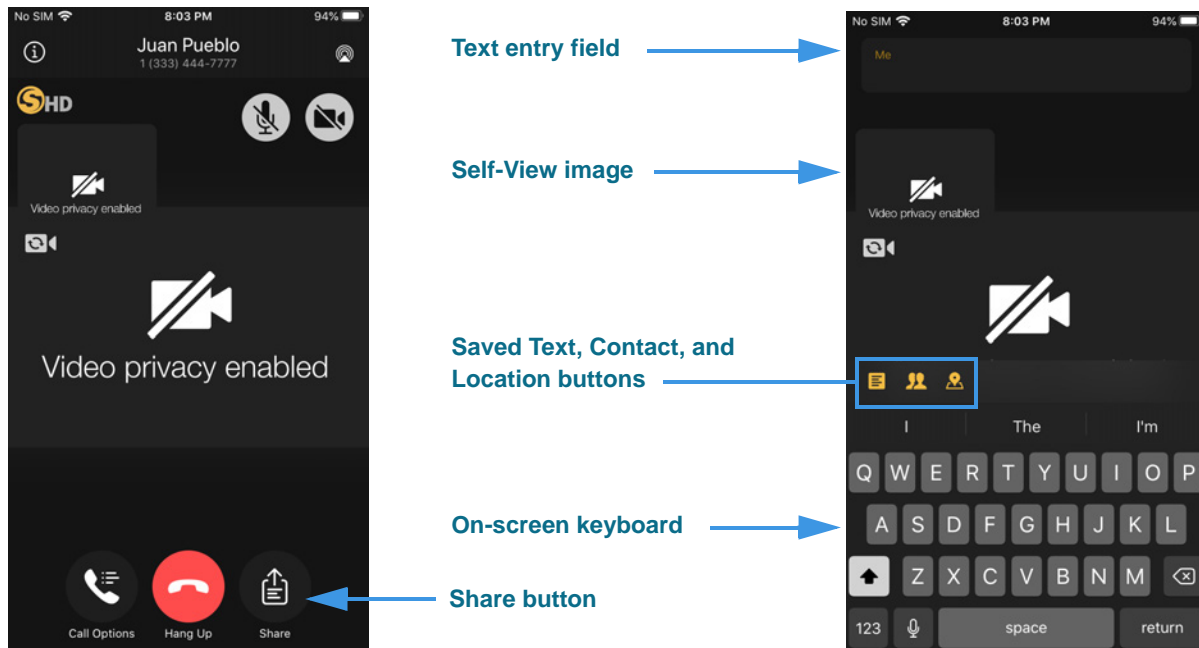 No SIM 8:03 PM 94%
Juan Pueblo
1 (333) 444-7777
SHD
Video privacy enabled
Video privacy enabled
Call Options Hang Up Share
Text entry field
Self-View image
Saved Text, Contact, and
Location buttons
On-screen keyboard
Share button
No SIM 8:03 PM 94%
Me
Video privacy enabled
I The I'm
Q W E R T Y U I O P
A S D F G H J K L
Z X C V B N M
123 space return